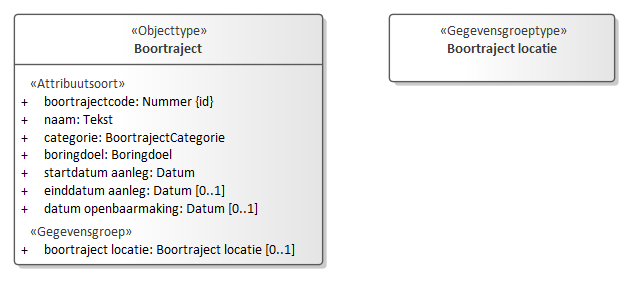 «Objecttype»
Boortraject
«Attribuutsoort»
+ boortrajectcode: Nummer {id}
+ naam: Tekst
+ categorie: BoortrajectCategorie
+ boringdoel: Boringdoel
+ startdatum aanleg: Datum
+ einddatum aanleg: Datum [0..1]
+ datum openbaarmaking: Datum [0..1]
«Gegevensgroep»
+ boortraject locatie: Boortraject locatie [0..1]
«Gegevensgroeptype»
Boortraject locatie